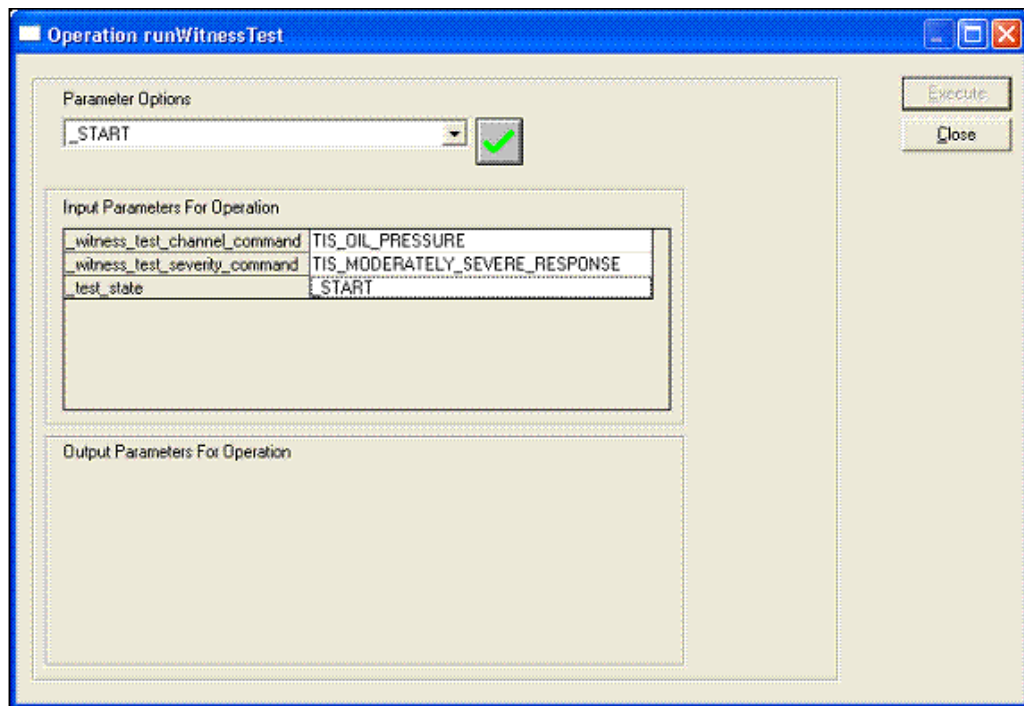 Operation runWitnessTest
Parameter Options
Execute
_START
Close
Input Parameters For Operation
_witness_test_channel_command TIS_OIL_PRESSURE
_witness_test_severity_command TIS_MODERATELY_SEVERE_RESPONSE
_test_state _START
Output Parameters For Operation